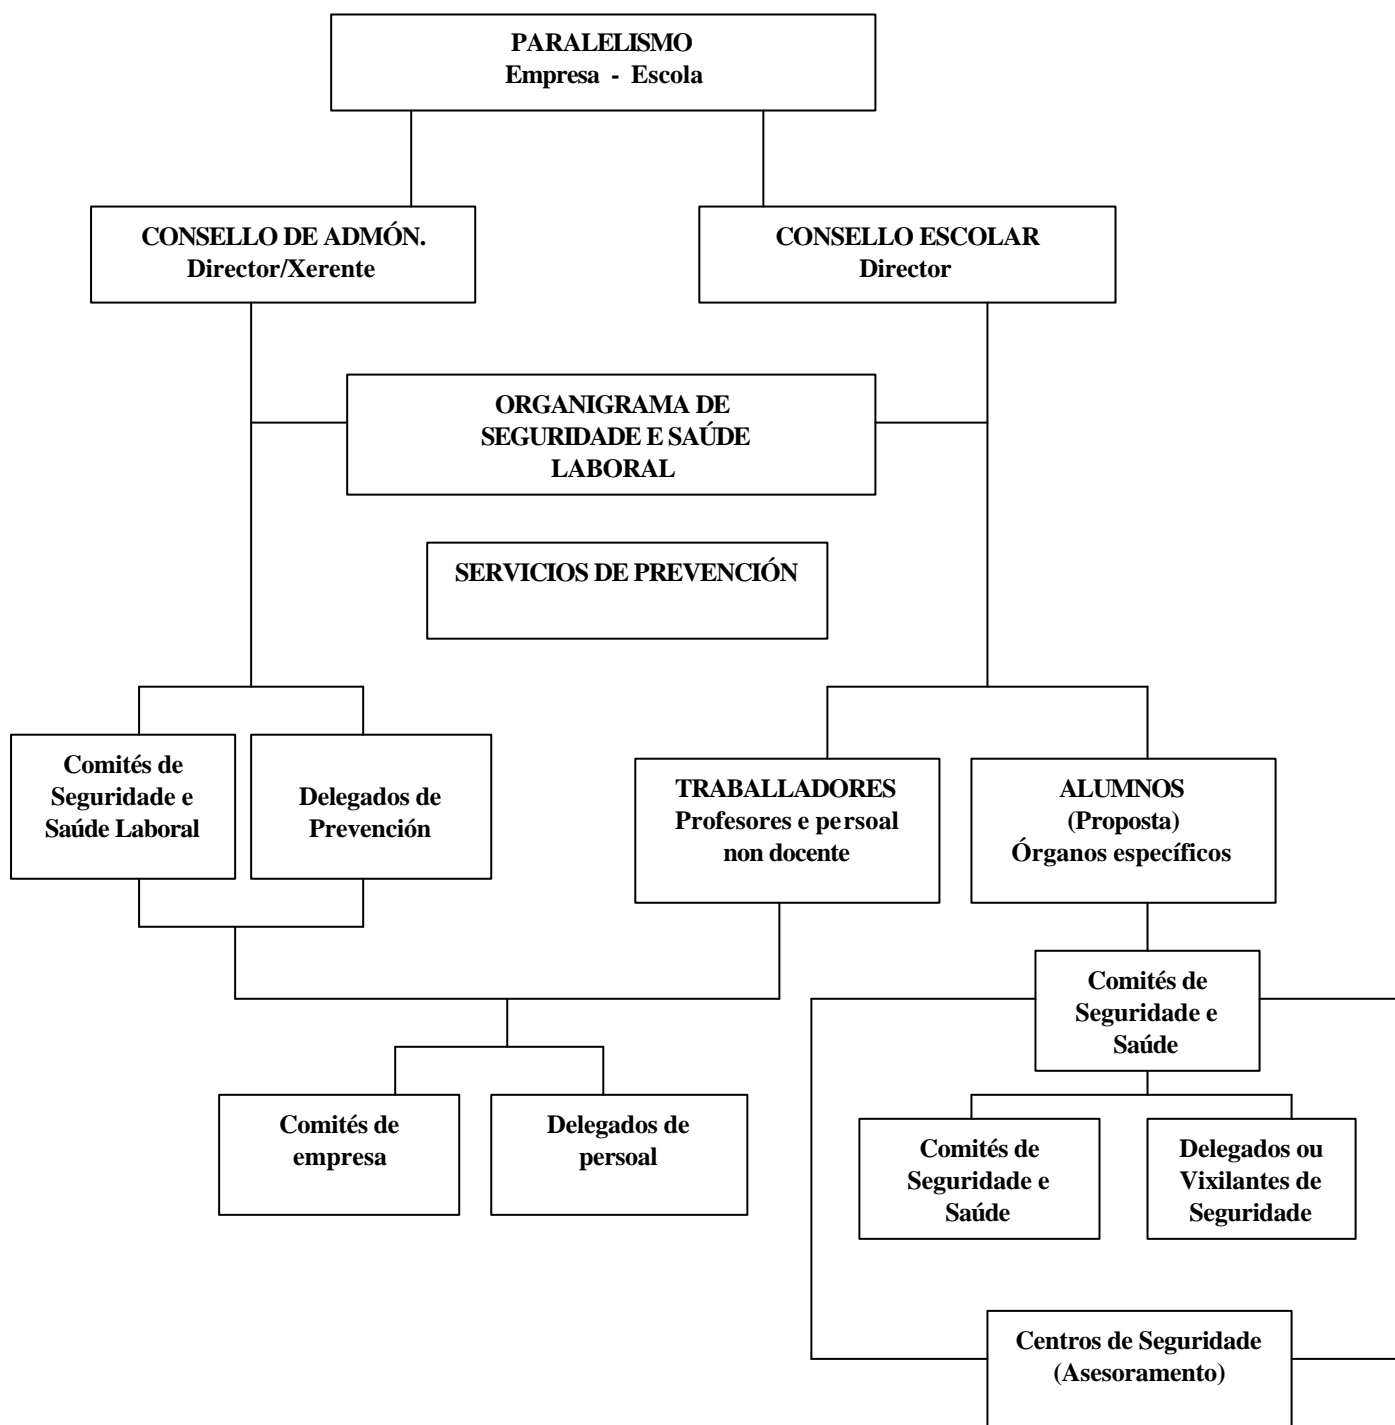 PARALELISMO
Empresa - Escola
CONSELLO DE ADMÓN.
Director/Xerente
CONSELLO ESCOLAR
Director
ORGANIGRAMA DE
SEGURIDADE E SAÚDE
LABORAL
SERVICIOS DE PREVENCIÓN
Comités de
Seguridade e
Saúde Laboral
Delegados de
Prevención
TRABALLADORES
Profesores e persoal
non docente
ALUMNOS
(Proposta)
Órganos específicos
Comités de
Seguridade e
Saúde
Comités de
empresa
Delegados de
persoal
Comités de
Seguridade e
Saúde
Delegados ou
Vixilantes de
Seguridade
Centros de Seguridade
(Asesoramento)